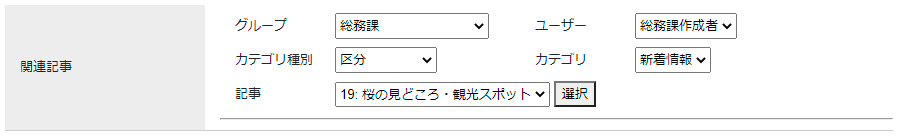 関連記事
グループ 総務課 ユーザー 総務課作成者
カテゴリ種別 区分 カテゴリ 新着情報
記事 19: 桜の見どころ・観光スポット 選択